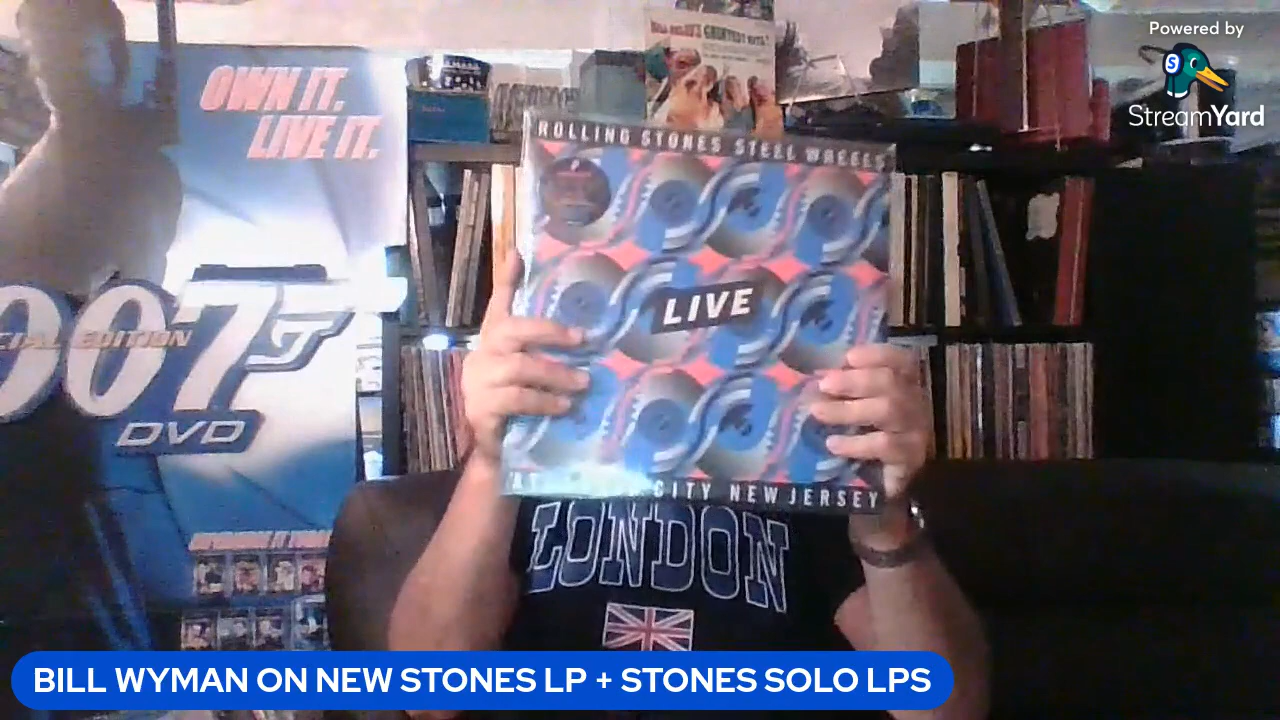 Powered by
StreamYard
OWN IT.
LIVE IT.
ROLLING STONES STEEL WHEELS
LIVE
CITY NEW JERSEY
007
EDITION
DVD
LONDON
BILL WYMAN ON NEW STONES LP + STONES SOLO LPS